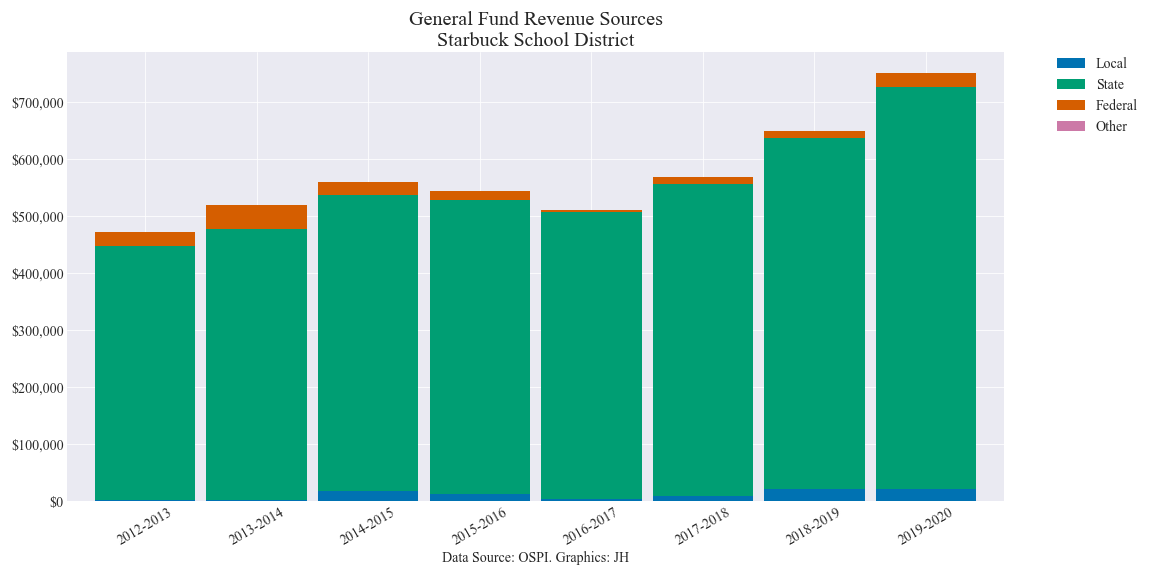 General Fund Revenue Sources
Starbuck School District
Local
State
Federal
Other
$700,000
$600,000
$500,000
$400,000
$300,000
$200,000
$100,000
$0
2012-2013
2013-2014
2014-2015
2015-2016
2016-2017
2017-2018
2018-2019
2019-2020
Data Source: OSPI. Graphics: JH